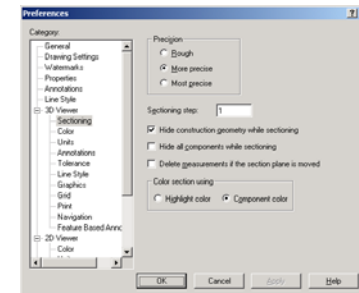 Preferences
Category:
General
Drawing Settings
Watermarks
Properties
Annotations
Line Style
3D Viewer
Sectioning
Color
Units
Annotations
Tolerance
Line Style
Graphics
Grid
Print
Navigation
Feature Based Annc
2D Viewer
Color
Precision
Rough
More precise
Most precise
Sectioning step: 1
Hide construction geometry while sectioning
Hide all components while sectioning
Delete measurements if the section plane is moved
Color section using
Highlight color Component color
OK Cancel Apply Help